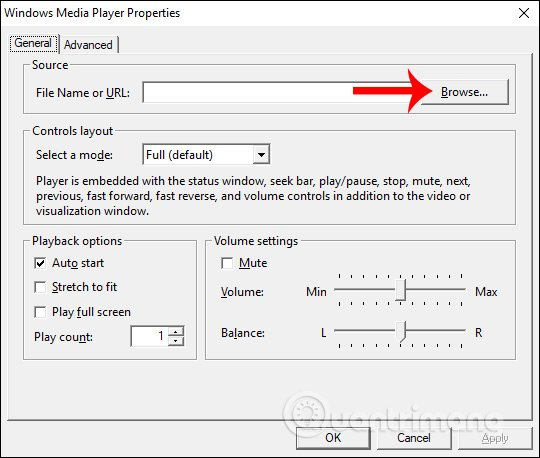 Windows Media Player Properties
General Advanced
Source
File Name or URL: Browse...
Controls layout
Select a mode: Full (default)
Player is embedded with the status window, seek bar, play/pause, stop, mute, next,
previous, fast forward, fast reverse, and volume controls in addition to the video or
visualization window.
Playback options
Auto start
Stretch to fit
Play full screen
Play count: 1
Volume settings
Mute
Volume: Min Max
Balance: L R
Quantrimang
OK Cancel Apply